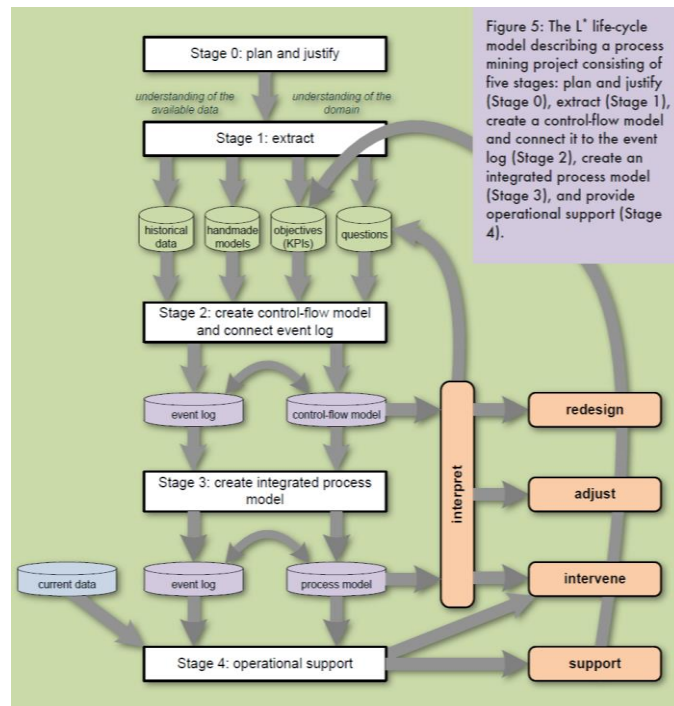 Figure 5: The L* life-cycle
model describing a process
mining project consisting of
five stages: plan and justify
(Stage 0), extract (Stage 1),
create a control-flow model
and connect it to the event
log (Stage 2), create an
integrated process model
(Stage 3), and provide
operational support (Stage
4).
Stage 0: plan and justify
understanding of the
available data
understanding of the
domain
Stage 1: extract
historical
data
handmade
models
objectives
(KPIs)
questions
Stage 2: create control-flow model
and connect event log
event log
control-flow model
interpret
redesign
Stage 3: create integrated process
model
adjust
current data
event log
process model
intervene
Stage 4: operational support
support